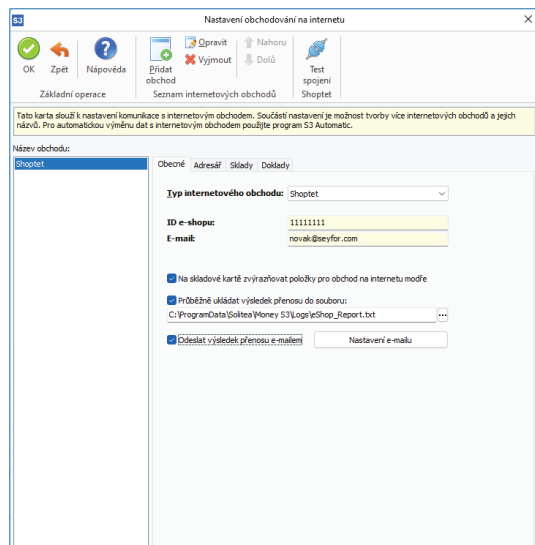 S3
Nastavení obchodování na internetu
OK
Zpět
Nápověda
Přidat
obchod
Opravit
Vyjmout
Nahoru
Dolů
Test
spojení
Základní operace
Seznam internetových obchodů
Shoptet
Tato karta slouží k nastavení komunikace s internetovým obchodem. Součástí nastavení je možnost tvorby více internetových obchodů a jejich
názvů. Pro automatickou výměnu dat s internetovým obchodem použijte program S3 Automatic.
Název obchodu:
Shoptet
Obecné
Adresář
Sklady
Doklady
Typ internetového obchodu:
Shoptet
ID e-shopu:
11111111
E-mail:
novak@seyfor.com
Na skladové kartě zvýrazňovat položky pro obchod na internetu modře
Průběžně ukládat výsledek přenosu do souboru:
C:\ProgramData\Solitea\Money S3\Logs\eShop_Report.txt
...
Odeslat výsledek přenosu e-mailem
Nastavení e-mailu